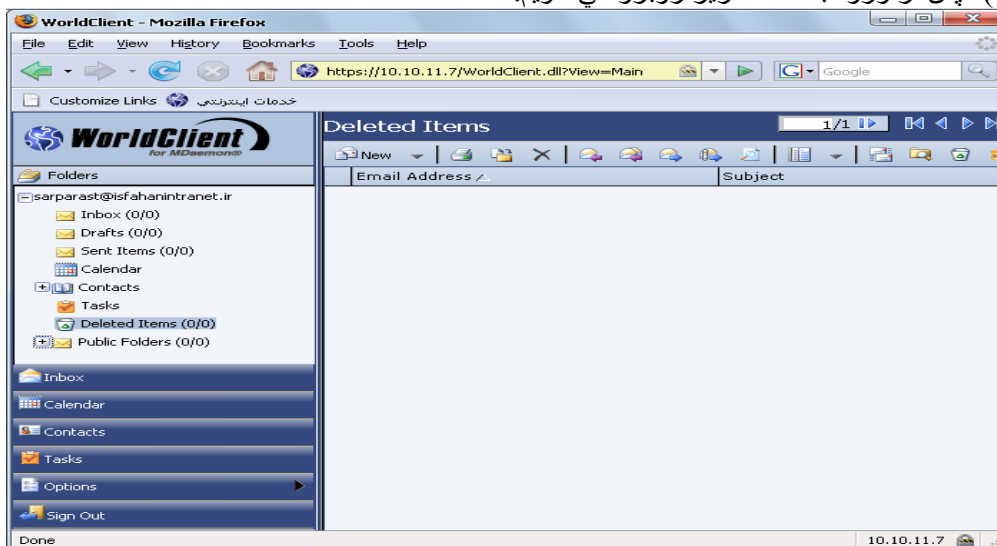 WorldClient - Mozilla Firefox
File Edit View History Bookmarks Tools Help
https://10.10.11.7/WorldClient.dll?View=Main
G Google
Customize Links خدمات اینترنتی
WorldClient
for MDaemon®
Deleted Items
1/1
New
Folders
Email Address Subject
sarparast@isfahanintranet.ir
Inbox (0/0)
Drafts (0/0)
Sent Items (0/0)
Calendar
Contacts
Tasks
Deleted Items (0/0)
Public Folders (0/0)
Inbox
Calendar
Contacts
Tasks
Options
Sign Out
Done 10.10.11.7